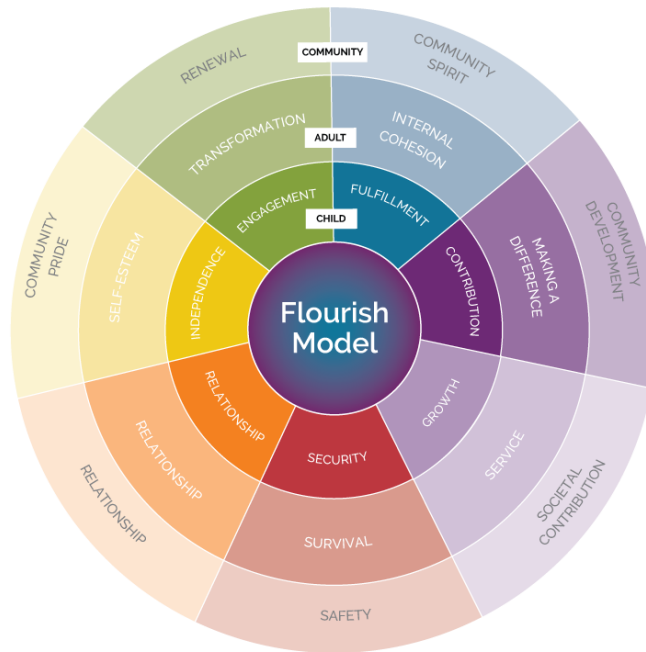 COMMUNITY
ADULT
CHILD
Flourish
Model
COMMUNITY
SPIRIT
INTERNAL
COHESION
FULFILLMENT
COMMUNITY
DEVELOPMENT
MAKING A
DIFFERENCE
CONTRIBUTION
SOCIETAL
CONTRIBUTION
SERVICE
GROWTH
SAFETY
SURVIVAL
SECURITY
RELATIONSHIP
RELATIONSHIP
RELATIONSHIP
COMMUNITY
PRIDE
SELF-ESTEEM
INDEPENDENCE
RENEWAL
TRANSFORMATION
ENGAGEMENT